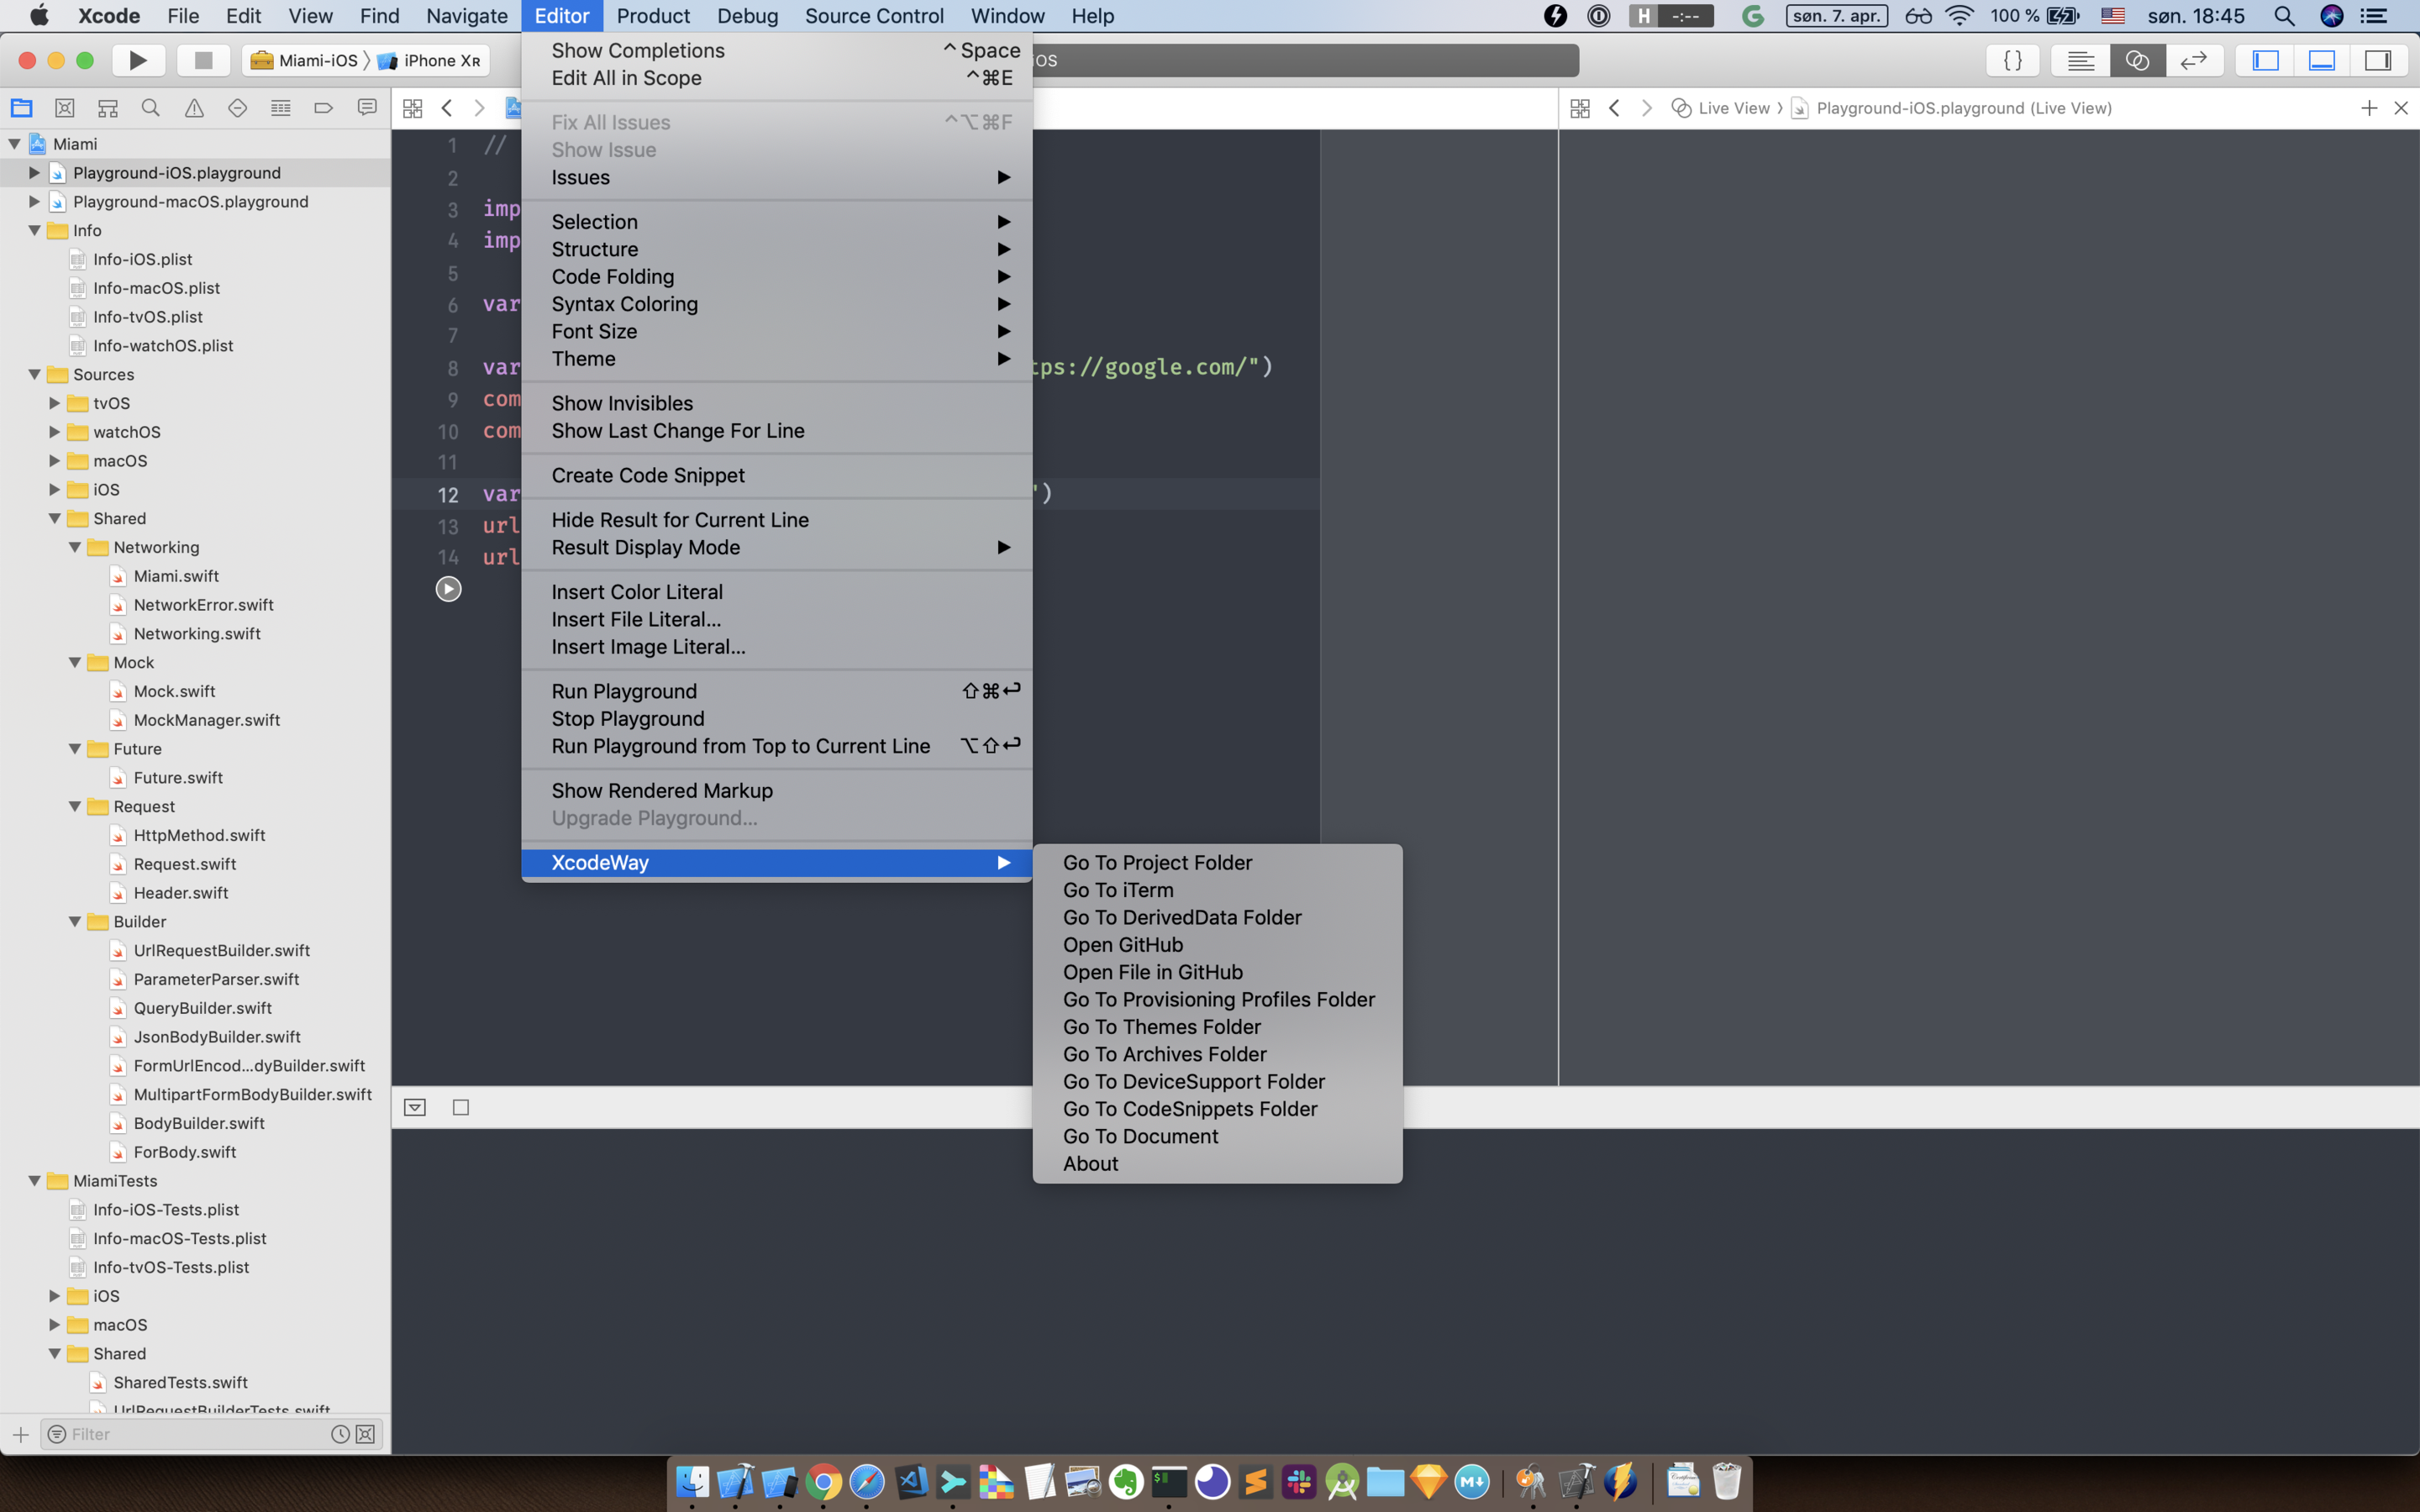 Xcode File Edit View Find Navigate Editor Product Debug Source Control Window Help
H -:-- søn. 7. apr. 100 % søn. 18:45
Miami-iOS 〉 iPhone XR
iOS
{}
Live View 〉 Playground-iOS.playground (Live View)
Miami
Playground-iOS.playground
Playground-macOS.playground
Info
Info-iOS.plist
Info-macOS.plist
Info-tvOS.plist
Info-watchOS.plist
Sources
tvOS
watchOS
macOS
iOS
Shared
Networking
Miami.swift
NetworkError.swift
Networking.swift
Mock
Mock.swift
MockManager.swift
Future
Future.swift
Request
HttpMethod.swift
Request.swift
Header.swift
Builder
UrlRequestBuilder.swift
ParameterParser.swift
QueryBuilder.swift
JsonBodyBuilder.swift
FormUrlEncod...dyBuilder.swift
MultipartFormBodyBuilder.swift
BodyBuilder.swift
ForBody.swift
MiamiTests
Info-iOS-Tests.plist
Info-macOS-Tests.plist
Info-tvOS-Tests.plist
iOS
macOS
Shared
SharedTests.swift
UrlRequestBuilderTests.swift
Filter
1 //
2
3 imp
4 imp
5
6 var
7
8 var tps://google.com/")
9 com
10 com
11
12 var ")
13 url
14 url
Show Completions ^ Space
Edit All in Scope ^⌘E
Fix All Issues ^⌥⌘F
Show Issue
Issues
Selection
Structure
Code Folding
Syntax Coloring
Font Size
Theme
Show Invisibles
Show Last Change For Line
Create Code Snippet
Hide Result for Current Line
Result Display Mode
Insert Color Literal
Insert File Literal...
Insert Image Literal...
Run Playground ⇧⌘↩
Stop Playground
Run Playground from Top to Current Line ⌥⇧↩
Show Rendered Markup
Upgrade Playground...
XcodeWay
Go To Project Folder
Go To iTerm
Go To DerivedData Folder
Open GitHub
Open File in GitHub
Go To Provisioning Profiles Folder
Go To Themes Folder
Go To Archives Folder
Go To DeviceSupport Folder
Go To CodeSnippets Folder
Go To Document
About